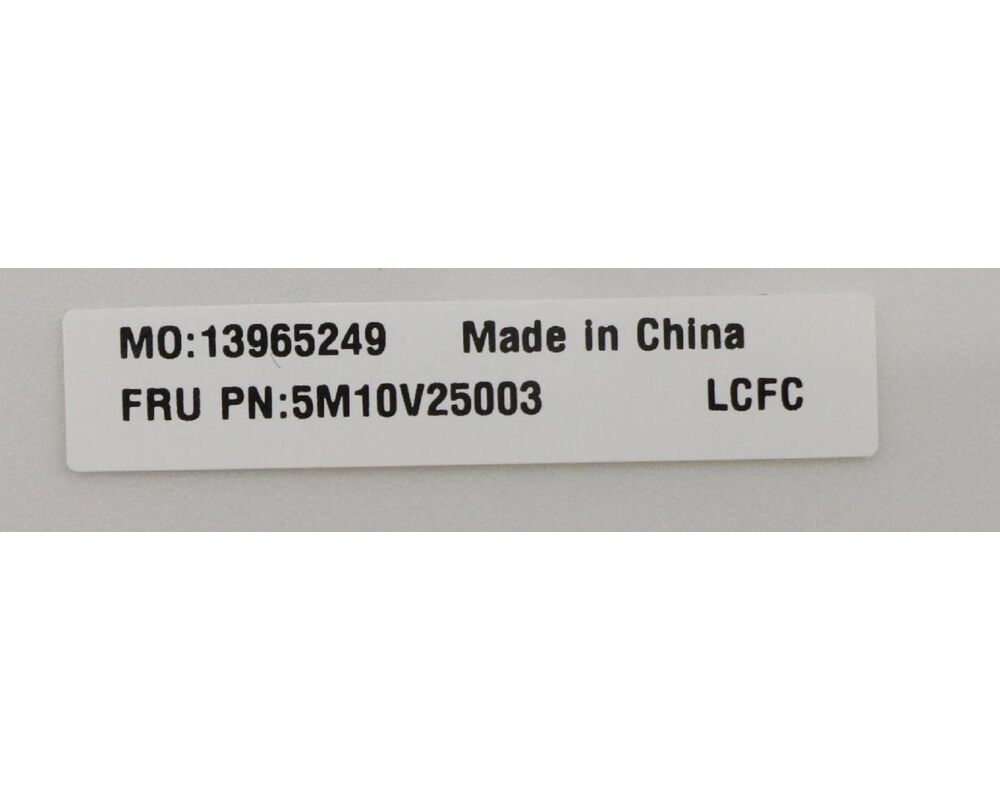 MO:13965249 Made in China
FRU PN:5M10V25003 LCFC